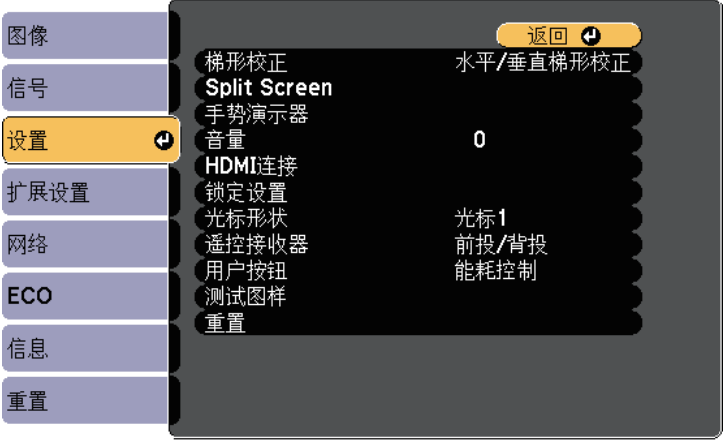 图像
信号
设置
扩展设置
网络
ECO
信息
重置
返回
梯形校正 水平/垂直梯形校正
Split Screen
手势演示器
音量 0
HDMI连接
锁定设置
光标形状 光标1
遥控接收器 前投/背投
用户按钮 能耗控制
测试图样
重置